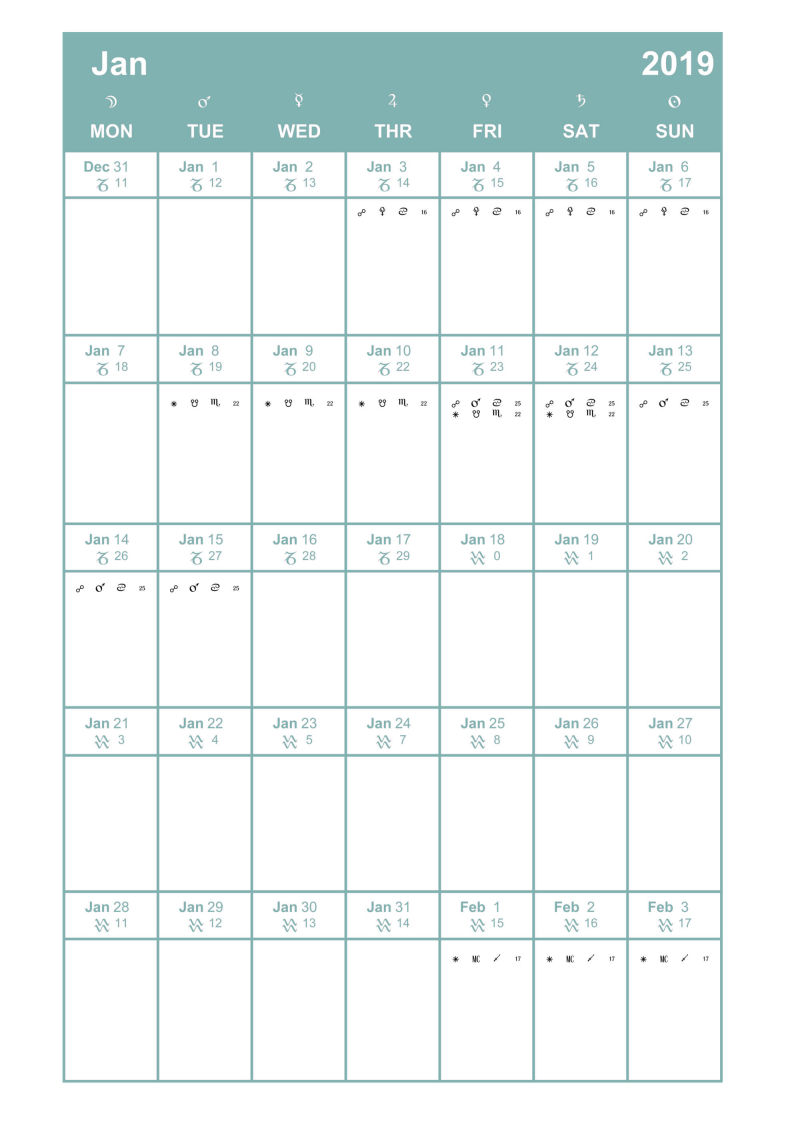 Jan 2019
☽ ♂ ☿ ♃ ♀ ♄ ☉
MON TUE WED THR FRI SAT SUN
Dec 31 Jan 1 Jan 2 Jan 3 Jan 4 Jan 5 Jan 6
♑ 11 ♑ 12 ♑ 13 ♑ 14 ♑ 15 ♑ 16 ♑ 17
☍ ⚴ ♋ 16 ☍ ⚴ ♋ 16 ☍ ⚴ ♋ 16 ☍ ⚴ ♋ 16
Jan 7 Jan 8 Jan 9 Jan 10 Jan 11 Jan 12 Jan 13
♑ 18 ♑ 19 ♑ 20 ♑ 22 ♑ 23 ♑ 24 ♑ 25
⚹ ☋ ♏ 22 ⚹ ☋ ♏ 22 ⚹ ☋ ♏ 22 ☍ ♂ ♋ 25 ☍ ♂ ♋ 25 ☍ ♂ ♋ 25
⚹ ☋ ♏ 22 ⚹ ☋ ♏ 22
Jan 14 Jan 15 Jan 16 Jan 17 Jan 18 Jan 19 Jan 20
♑ 26 ♑ 27 ♑ 28 ♑ 29 ♒ 0 ♒ 1 ♒ 2
☍ ♂ ♋ 25 ☍ ♂ ♋ 25
Jan 21 Jan 22 Jan 23 Jan 24 Jan 25 Jan 26 Jan 27
♒ 3 ♒ 4 ♒ 5 ♒ 7 ♒ 8 ♒ 9 ♒ 10
Jan 28 Jan 29 Jan 30 Jan 31 Feb 1 Feb 2 Feb 3
♒ 11 ♒ 12 ♒ 13 ♒ 14 ♒ 15 ♒ 16 ♒ 17
⚹ MC ♐ 17 ⚹ MC ♐ 17 ⚹ MC ♐ 17